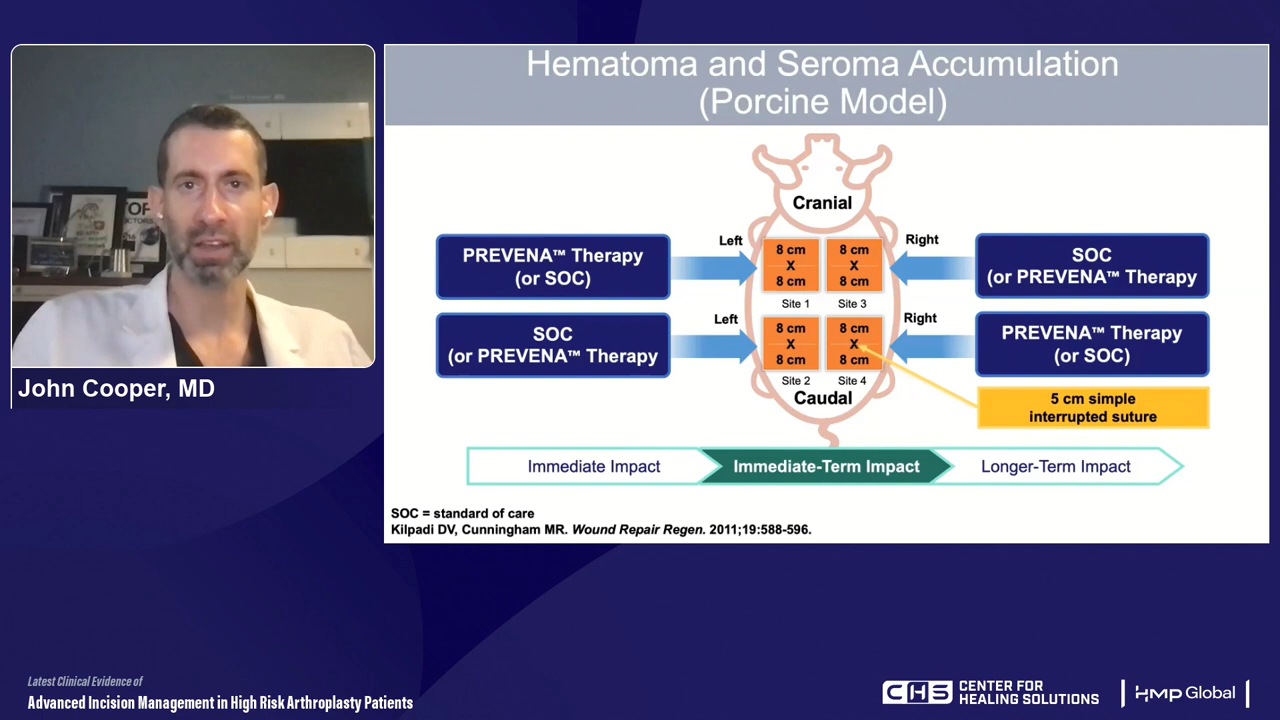 Hematoma and Seroma Accumulation
(Porcine Model)
Cranial
PREVENA™ Therapy
(or SOC)
Left
8 cm
X
8 cm
Site 1
8 cm
X
8 cm
Site 3
Right
SOC
(or PREVENA™ Therapy
SOC
(or PREVENA™ Therapy
Left
8 cm
X
8 cm
Site 2
8 cm
X
8 cm
Site 4
Right
PREVENA™ Therapy
(or SOC)
Caudal
5 cm simple
interrupted suture
Immediate Impact
Immediate-Term Impact
Longer-Term Impact
SOC = standard of care
Kilpadi DV, Cunningham MR. Wound Repair Regen. 2011;19:588-596.
John Cooper, MD
Latest Clinical Evidence of
Advanced Incision Management in High Risk Arthroplasty Patients
CHS CENTER FOR
HEALING SOLUTIONS
HMP Global